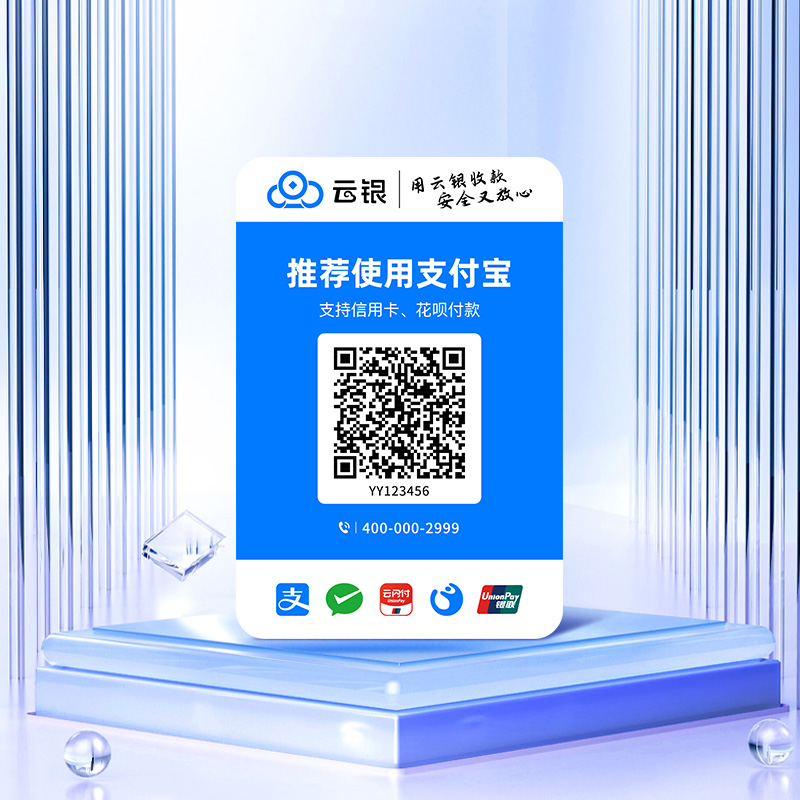 云银
用云银收款
安全又放心
推荐使用支付宝
支持信用卡、花呗付款
YY123456
400-000-2999
支
云闪付
UnionPay
UnionPay
银联